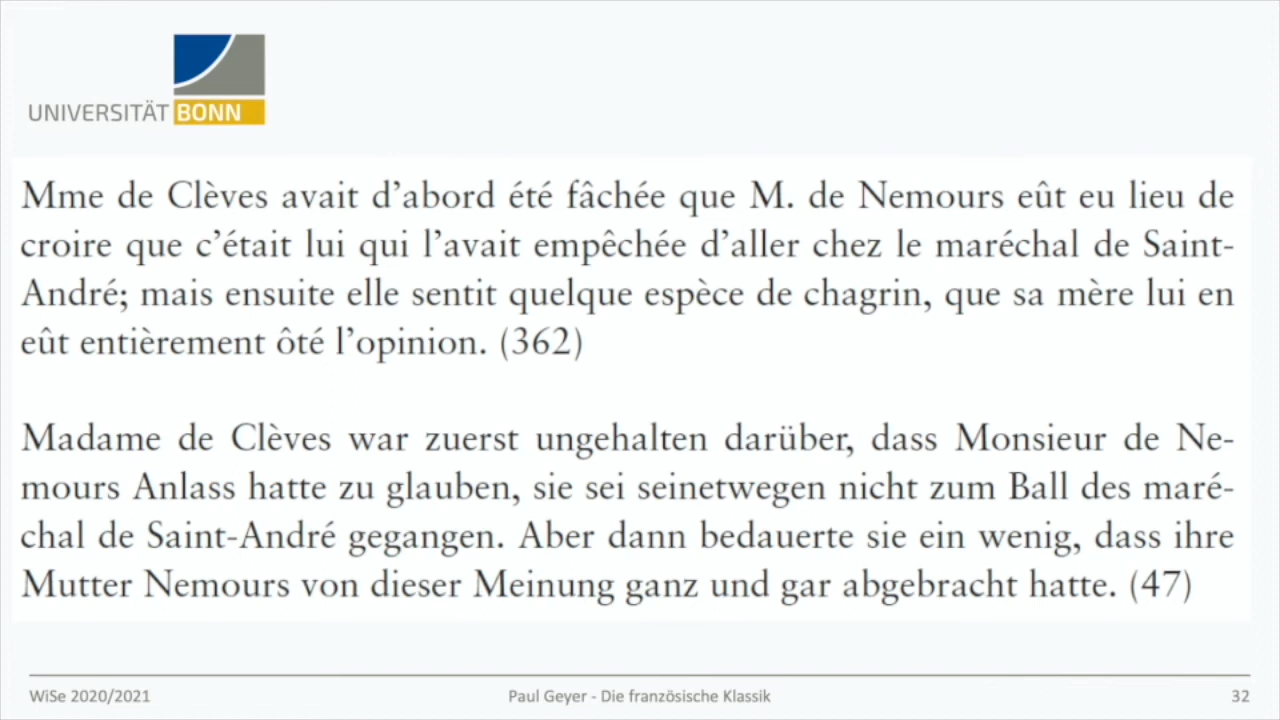 UNIVERSITÄT BONN
Mme de Clèves avait d’abord été fâchée que M. de Nemours eût eu lieu de
croire que c’était lui qui l’avait empêchée d’aller chez le maréchal de Saint-
André; mais ensuite elle sentit quelque espèce de chagrin, que sa mère lui en
eût entièrement ôté l’opinion. (362)
Madame de Clèves war zuerst ungehalten darüber, dass Monsieur de Ne-
mours Anlass hatte zu glauben, sie sei seinetwegen nicht zum Ball des maré-
chal de Saint-André gegangen. Aber dann bedauerte sie ein wenig, dass ihre
Mutter Nemours von dieser Meinung ganz und gar abgebracht hatte. (47)
WiSe 2020/2021 Paul Geyer - Die französische Klassik 32